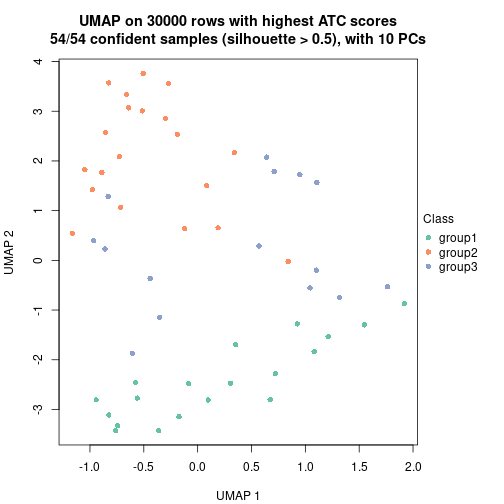 UMAP on 30000 rows with highest ATC scores
54/54 confident samples (silhouette > 0.5), with 10 PCs
4
3
2
1
0
-1
-2
-3
UMAP 2
-1.0 -0.5 0.0 0.5 1.0 1.5 2.0
UMAP 1
Class
group1
group2
group3